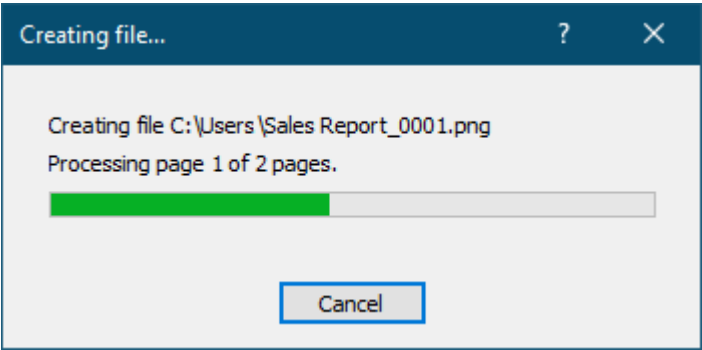 Creating file... ?
Creating file C:\Users\Sales Report_0001.png
Processing page 1 of 2 pages.
Cancel